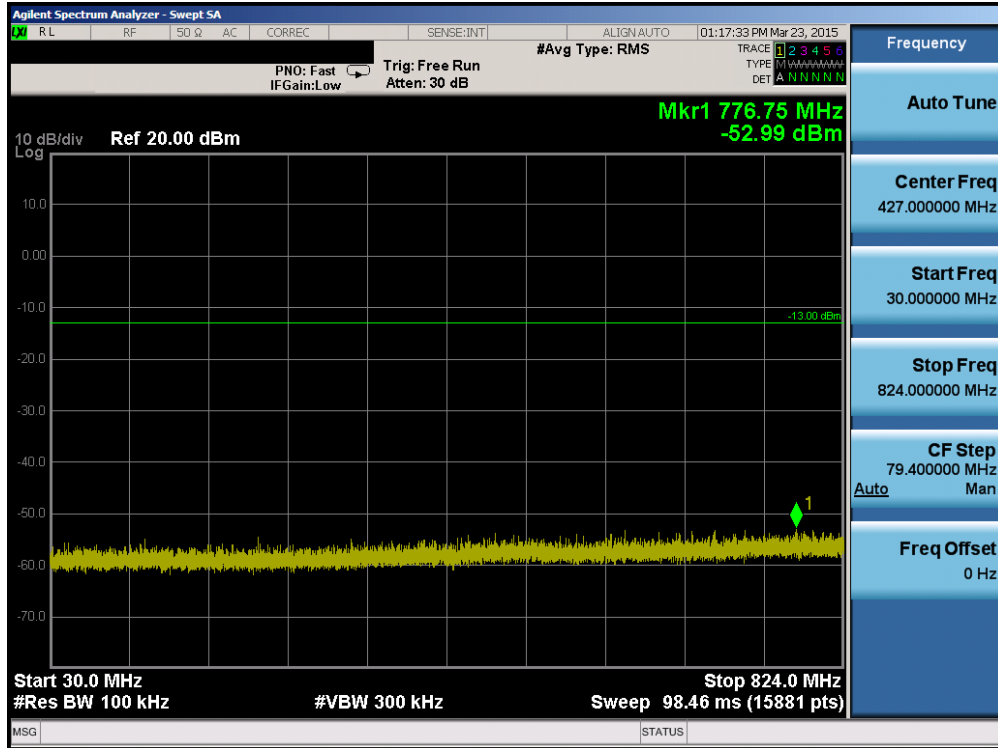 Agilent Spectrum Analyzer - Swept SA
LXI RL RF 50 Ω AC CORREC SENSE:INT ALIGN AUTO 01:17:33 PM Mar 23, 2015
Frequency
#Avg Type: RMS
TRACE 1 2 3 4 5 6
PNO: Fast Trig: Free Run
TYPE M
IFGain:Low Atten: 30 dB
DET A N N N N N
Auto Tune
Mkr1 776.75 MHz
-52.99 dBm
10 dB/div Ref 20.00 dBm
Log
Center Freq
427.000000 MHz
10.0
0.00
Start Freq
30.000000 MHz
-10.0
-13.00 dBm
-20.0
Stop Freq
824.000000 MHz
-30.0
-40.0
CF Step
79.400000 MHz
Auto Man
-50.0
1
Freq Offset
0 Hz
-60.0
-70.0
Start 30.0 MHz Stop 824.0 MHz
#Res BW 100 kHz #VBW 300 kHz Sweep 98.46 ms (15881 pts)
MSG STATUS